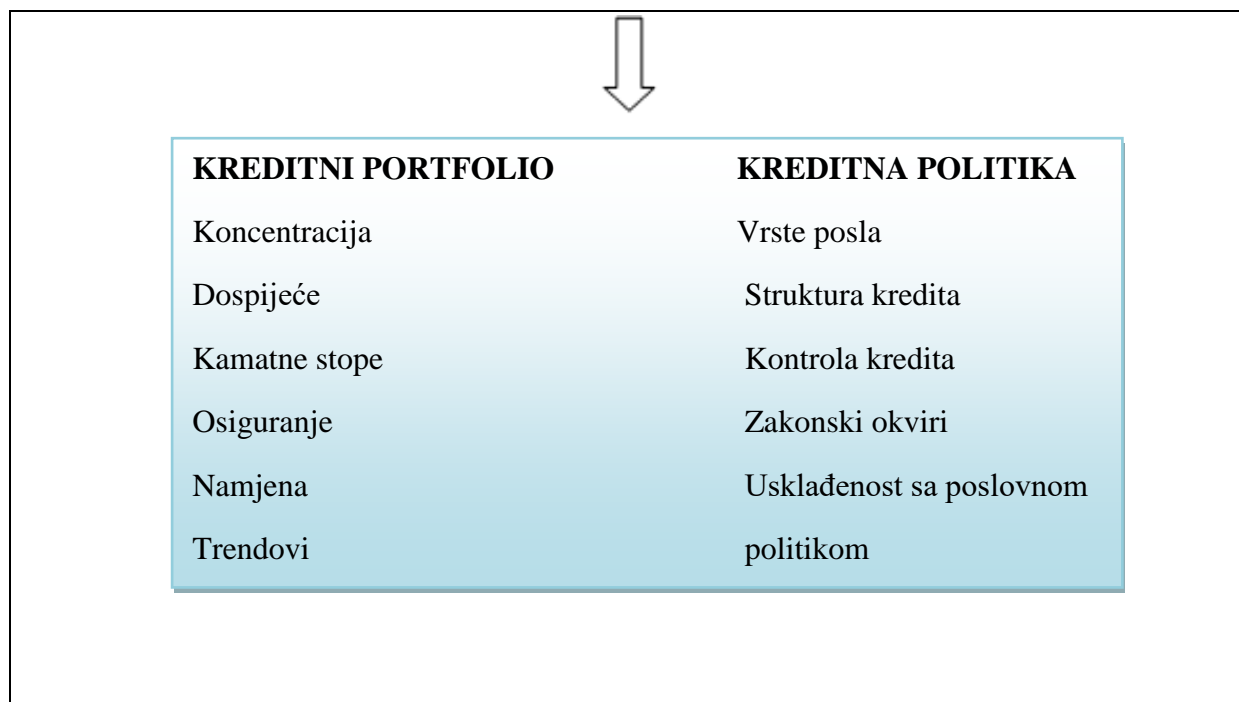 KREDITNI PORTFOLIO KREDITNA POLITIKA
Koncentracija Vrste posla
Dospijeće Struktura kredita
Kamatne stope Kontrola kredita
Osiguranje Zakonski okviri
Namjena Usklađenost sa poslovnom
Trendovi politikom